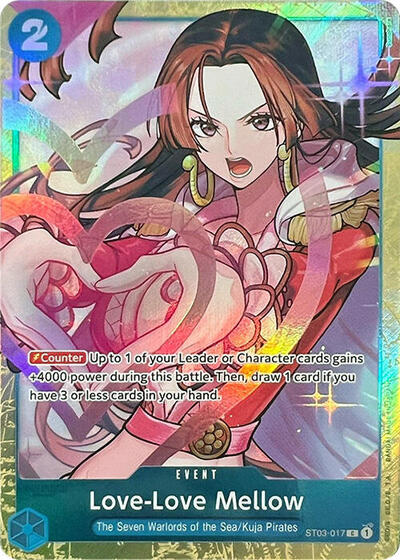 2
Counter Up to 1 of your Leader or Character cards gains
+4000 power during this battle. Then, draw 1 card if you
have 3 or less cards in your hand.
EVENT
Love-Love Mellow
The Seven Warlords of the Sea/Kuja Pirates
ST03-017 C 1